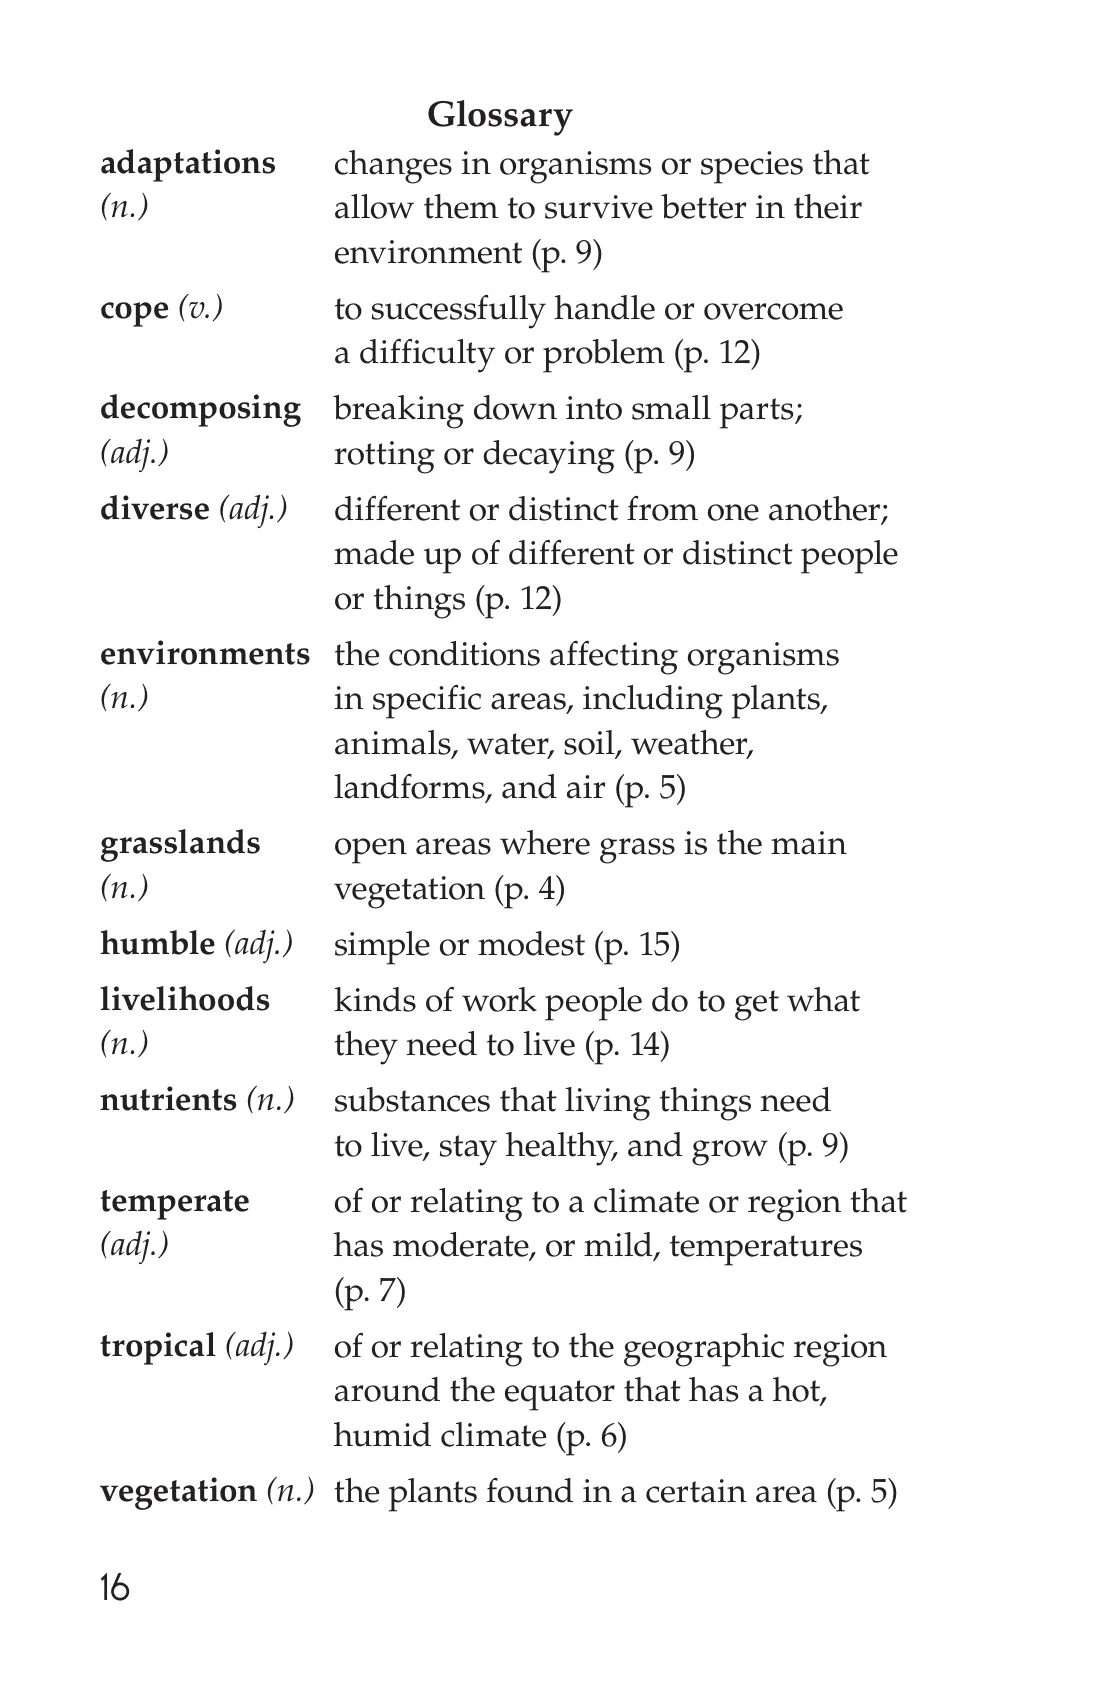 Glossary
adaptations changes in organisms or species that
(n.) allow them to survive better in their
environment (p. 9)
cope (v.) to successfully handle or overcome
a difficulty or problem (p. 12)
decomposing breaking down into small parts;
(adj.) rotting or decaying (p. 9)
diverse (adj.) different or distinct from one another;
made up of different or distinct people
or things (p. 12)
environments the conditions affecting organisms
(n.) in specific areas, including plants,
animals, water, soil, weather,
landforms, and air (p. 5)
grasslands open areas where grass is the main
(n.) vegetation (p. 4)
humble (adj.) simple or modest (p. 15)
livelihoods kinds of work people do to get what
(n.) they need to live (p. 14)
nutrients (n.) substances that living things need
to live, stay healthy, and grow (p. 9)
temperate of or relating to a climate or region that
(adj.) has moderate, or mild, temperatures
(p. 7)
tropical (adj.) of or relating to the geographic region
around the equator that has a hot,
humid climate (p. 6)
vegetation (n.) the plants found in a certain area (p. 5)
16